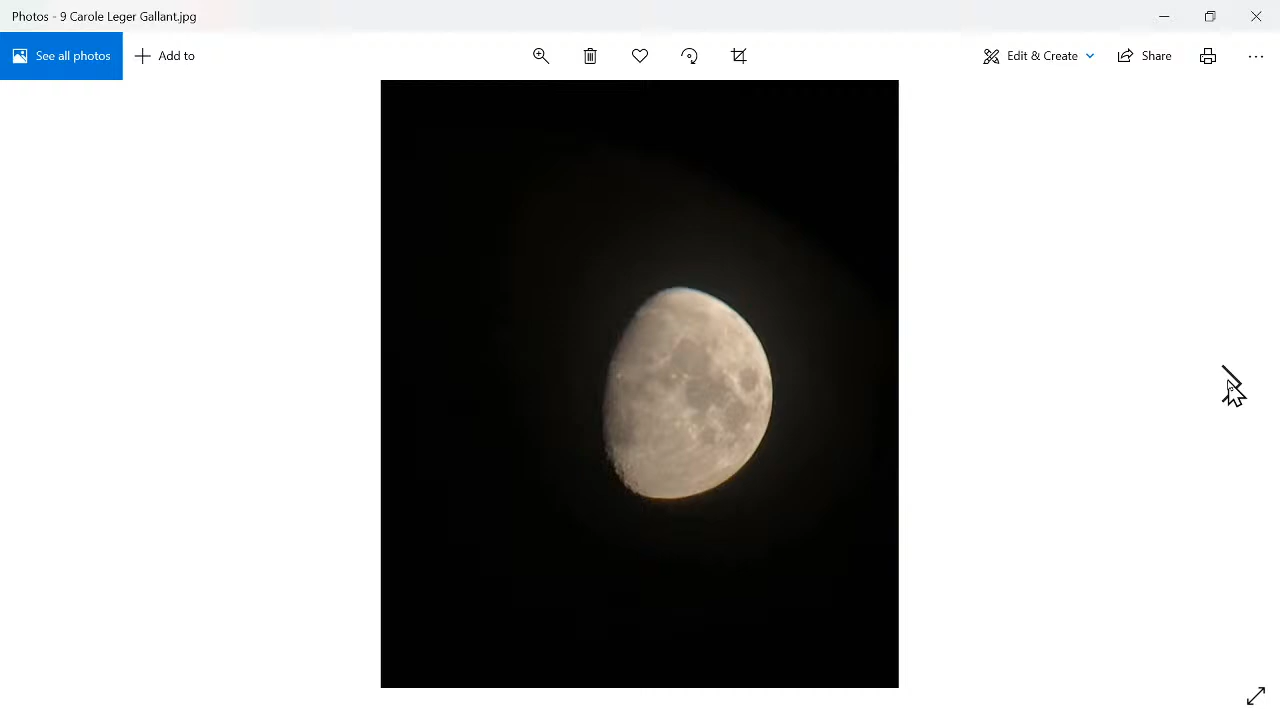 Photos - 9 Carole Leger Gallant.jpg
See all photos
Add to
Edit & Create
Share